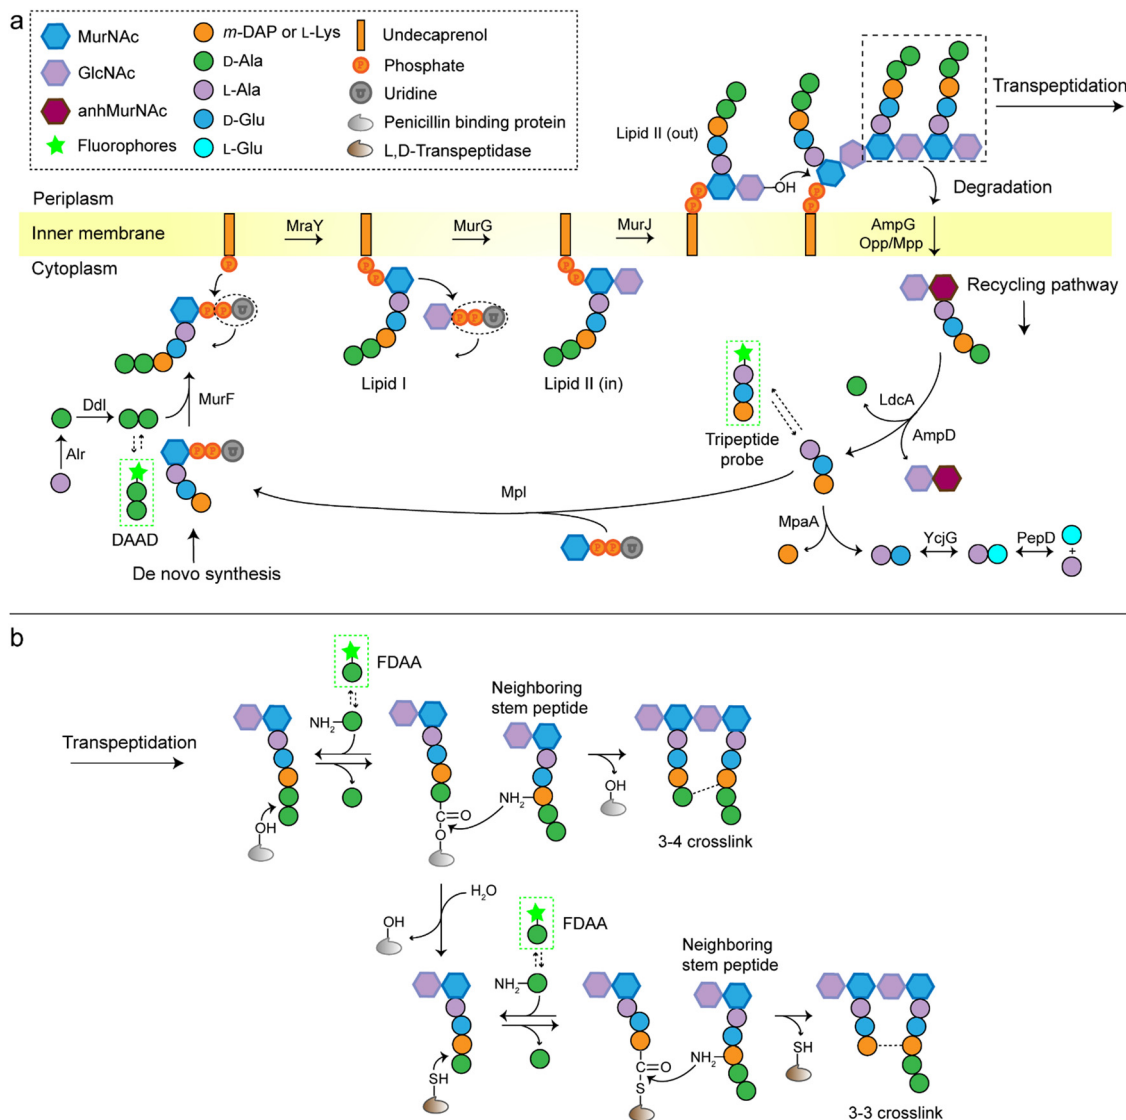 a
MurNAc
GlcNAc
anhMurNAc
Fluorophores
m-DAP or L-Lys
D-Ala
L-Ala
D-Glu
L-Glu
Undecaprenol
P Phosphate
U Uridine
Penicillin binding protein
L,D-Transpeptidase
Periplasm
Inner membrane
Cytoplasm
MraY
MurG
MurJ
Lipid II (out)
OH
P
P
P
P
Transpeptidation
Degradation
AmpG
Opp/Mpp
Recycling pathway
P
P P U
P
P
P P U
P
P
Lipid I
Lipid II (in)
Ddl
MurF
Alr
P P U
DAAD
De novo synthesis
Tripeptide
probe
LdcA
AmpD
Mpl
P P U
MpaA
YcjG
PepD
+
b
Transpeptidation
FDAA
NH2
OH
C=O
O
Neighboring
stem peptide
NH2
OH
3-4 crosslink
H2O
OH
FDAA
NH2
SH
C=O
S
Neighboring
stem peptide
NH2
SH
3-3 crosslink